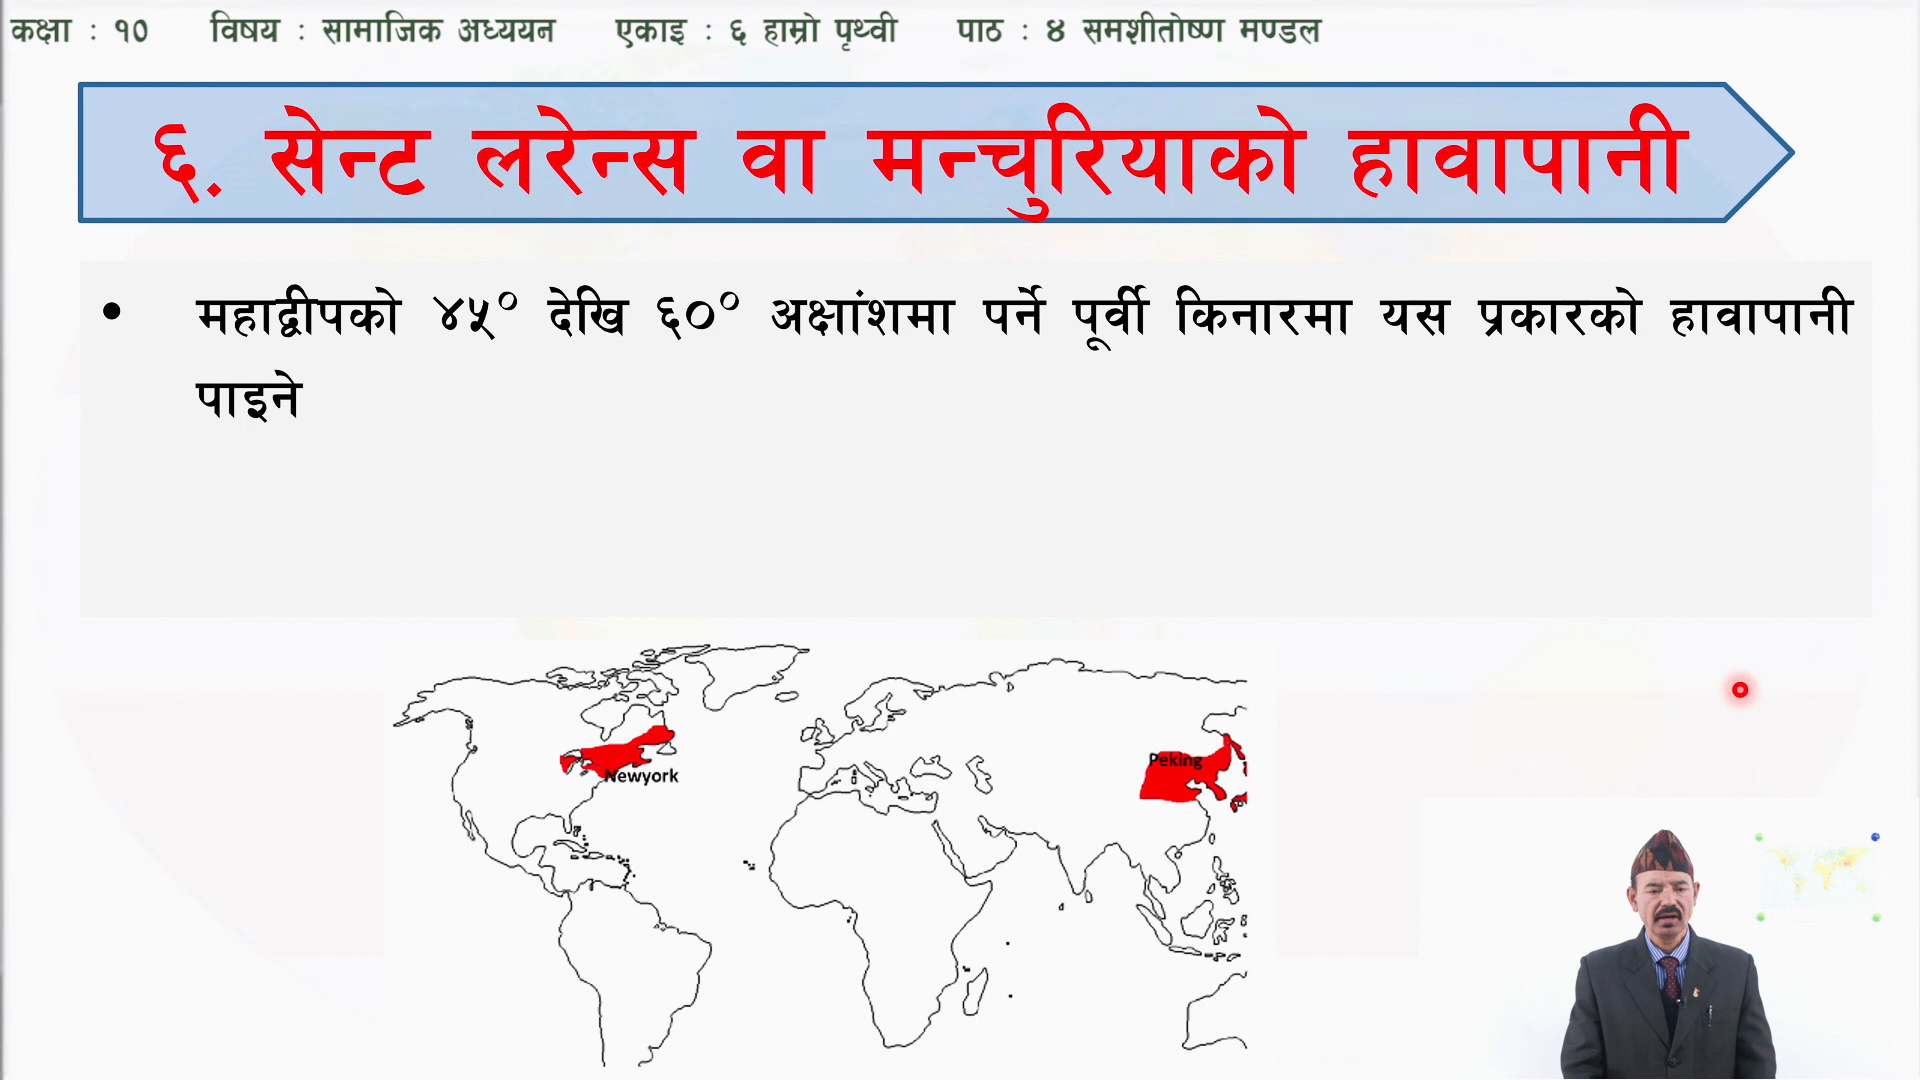 कक्षा : १० विषय : सामाजिक अध्ययन एकाइ : ६ हाम्रो पृथ्वी पाठ : ४ समशीतोष्ण मण्डल
६. सेन्ट लरेन्स वा मन्चुरियाको हावापानी
• महाद्वीपको ४५° देखि ६०° अक्षांशमा पर्ने पूर्वी किनारमा यस प्रकारको हावापानी
पाइने
Newyork
Peking